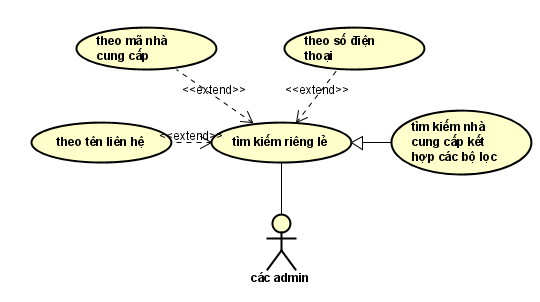 theo mã nhà
cung cấp
theo số điện
thoại
<<extend>>
<<extend>>
theo tên liên hệ
<<extend>>
tìm kiếm riêng lẻ
tìm kiếm nhà
cung cấp kết
hợp các bộ lọc
các admin